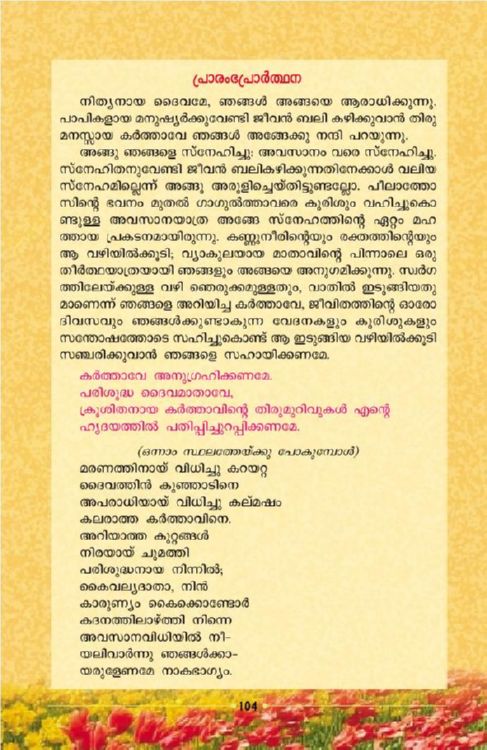 പ്രാരംഭപ്രാർത്ഥന
നിത്യനായ ദൈവമേ, ഞങ്ങൾ അങ്ങയെ ആരാധിക്കുന്നു.
പാപികളായ മനുഷ്യർക്കുവേണ്ടി ജീവൻ ബലി കഴിക്കുവാൻ തിരു
മനസ്സായ കർത്താവേ ഞങ്ങൾ അങ്ങേക്കു നന്ദി പറയുന്നു.
അങ്ങു ഞങ്ങളെ സ്നേഹിച്ചു; അവസാനം വരെ സ്നേഹിച്ചു.
സ്നേഹിതനുവേണ്ടി ജീവൻ ബലികഴിക്കുന്നതിനേക്കാൾ വലിയ
സ്നേഹമില്ലെന്ന് അങ്ങു അരുളിച്ചെയ്തിട്ടുണ്ടല്ലോ. പീലാത്തോ
സിന്റെ ഭവനം മുതൽ ഗാഗുൽത്താവരെ കുരിശും വഹിച്ചുകൊ
ണ്ടുള്ള അവസാനയാത്ര അങ്ങേ സ്നേഹത്തിന്റെ ഏറ്റം മഹ
ത്തായ പ്രകടനമായിരുന്നു. കണ്ണുനീരിന്റെയും രക്തത്തിന്റെയും
ആ വഴിയിൽക്കൂടി; വ്യാകുലയായ മാതാവിന്റെ പിന്നാലെ ഒരു
തീർത്ഥയാത്രയായി ഞങ്ങളും അങ്ങയെ അനുഗമിക്കുന്നു. സ്വർഗ
ത്തിലേയ്ക്കുള്ള വഴി ഞെരുക്കമുള്ളതും, വാതിൽ ഇടുങ്ങിയതു
മാണെന്ന് ഞങ്ങളെ അറിയിച്ച കർത്താവേ, ജീവിതത്തിന്റെ ഓരോ
ദിവസവും ഞങ്ങൾക്കുണ്ടാകുന്ന വേദനകളും കുരിശുകളും
സന്തോഷത്തോടെ സഹിച്ചുകൊണ്ട് ആ ഇടുങ്ങിയ വഴിയിൽക്കൂടി
സഞ്ചരിക്കുവാൻ ഞങ്ങളെ സഹായിക്കണമേ.
കർത്താവേ അനുഗ്രഹിക്കണമേ.
പരിശുദ്ധ ദൈവമാതാവേ,
ക്രൂശിതനായ കർത്താവിന്റെ തിരുമുറിവുകൾ എന്റെ
ഹൃദയത്തിൽ പതിപ്പിച്ചുറപ്പിക്കണമേ.
(ഒന്നാം സ്ഥലത്തേയ്ക്കു പോകുമ്പോൾ)
മരണത്തിനായ് വിധിച്ചു കറയറ്റ
ദൈവത്തിൻ കുഞ്ഞാടിനെ
അപരാധിയായ് വിധിച്ചു കല്മഷം
കലരാത്ത കർത്താവിനെ.
അറിയാത്ത കുറ്റങ്ങൾ
നിരയായ് ചുമത്തി
പരിശുദ്ധനായ നിന്നിൽ;
കൈവല്യദാതാ, നിൻ
കാരുണ്യം കൈക്കൊണ്ടോർ
കദനത്തിലാഴ്ത്തി നിന്നെ
അവസാനവിധിയിൽ നീ-
യലിവാർന്നു ഞങ്ങൾക്കാ-
യരുളേണമേ നാകഭാഗ്യം.
104